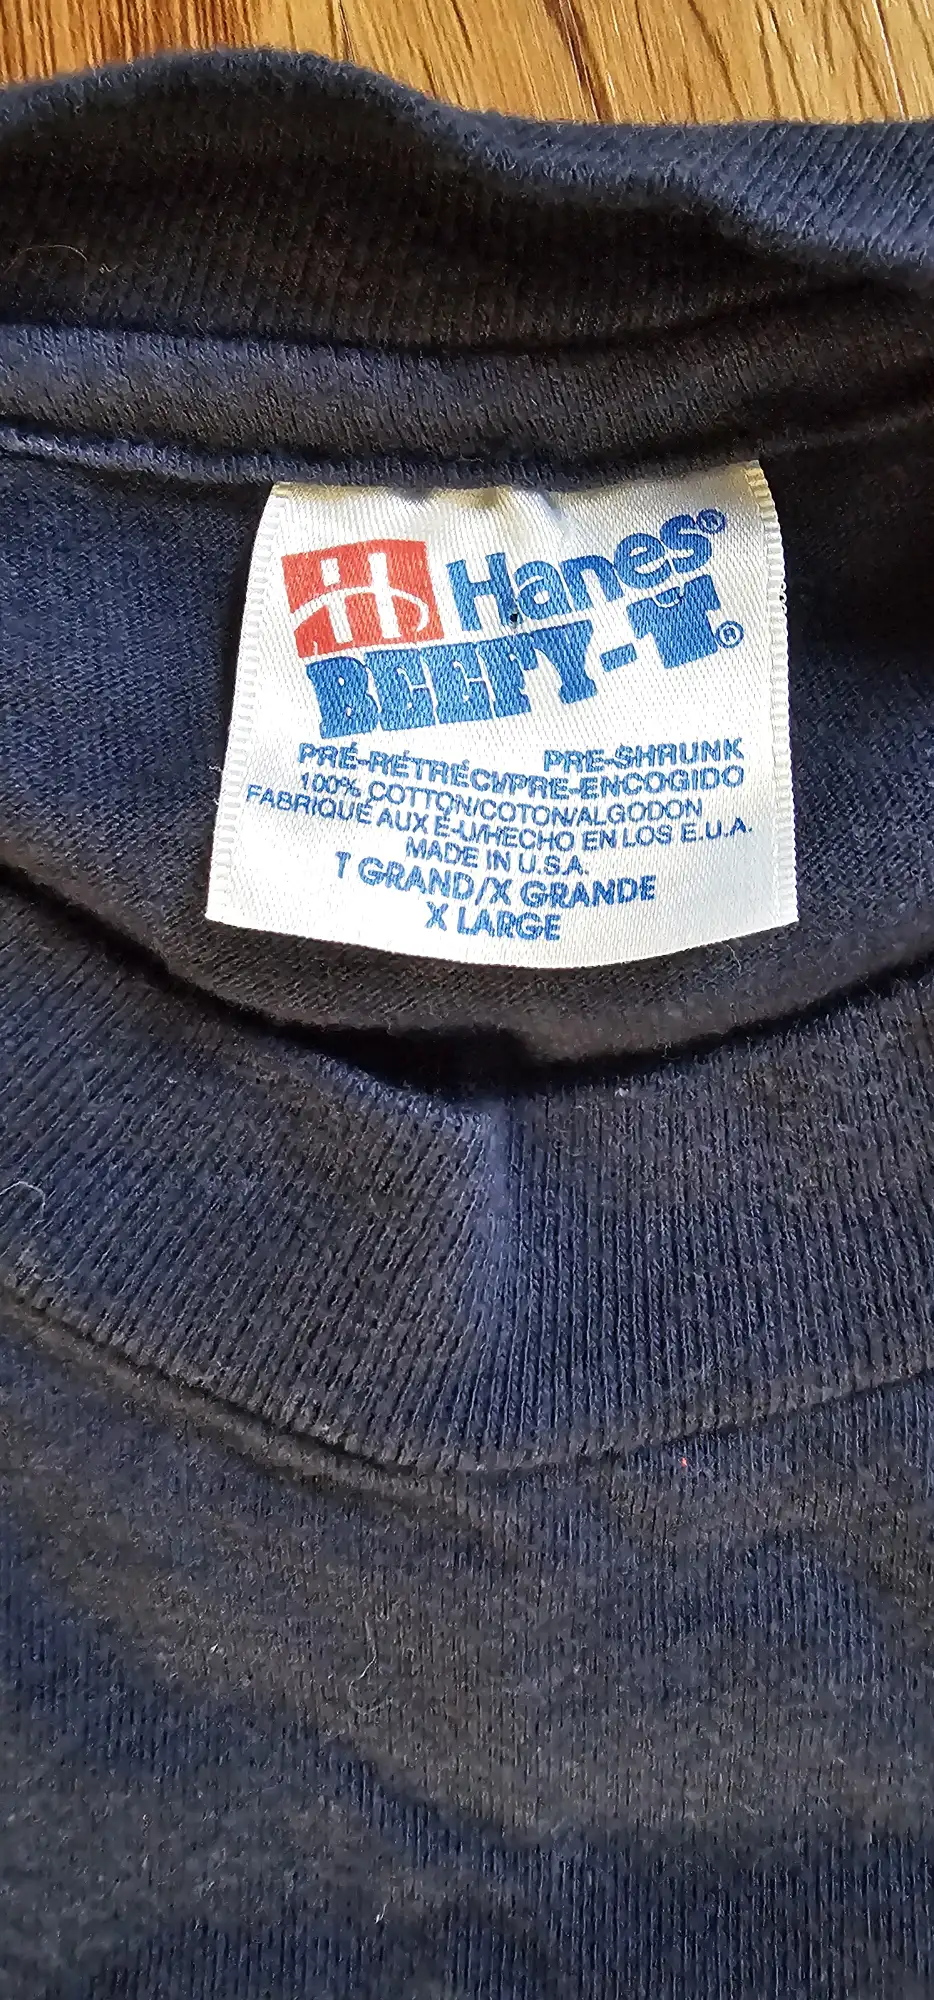 H Hanes®
BEEFY-T®
PRE-SHRUNK
PRÉ-RÉTRÉCI/PRE-ENCOGIDO
100% COTTON/COTON/ALGODON
FABRIQUÉ AUX É-U/HECHO EN LOS E.U.A.
MADE IN U.S.A.
T GRAND/X GRANDE
X LARGE